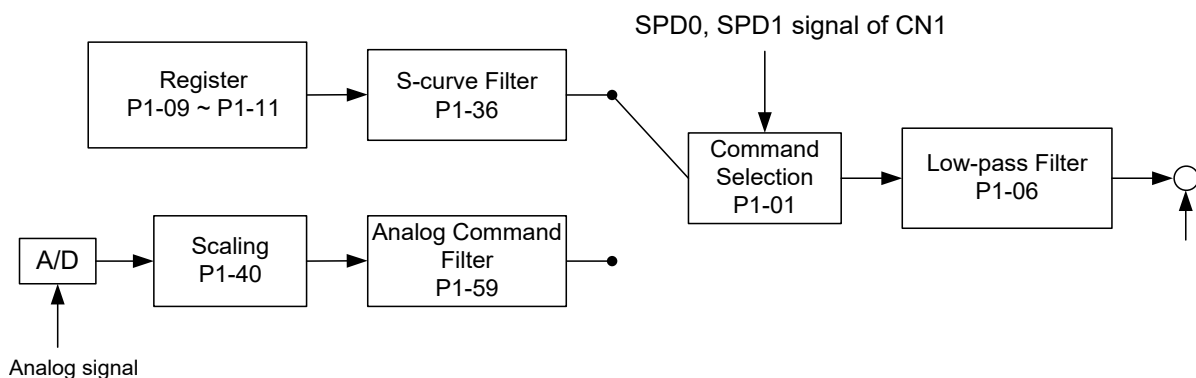 SPD0, SPD1 signal of CN1
Register
P1-09 ~ P1-11
S-curve Filter
P1-36
Command
Selection
P1-01
Low-pass Filter
P1-06
A/D
Scaling
P1-40
Analog Command
Filter
P1-59
Analog signal